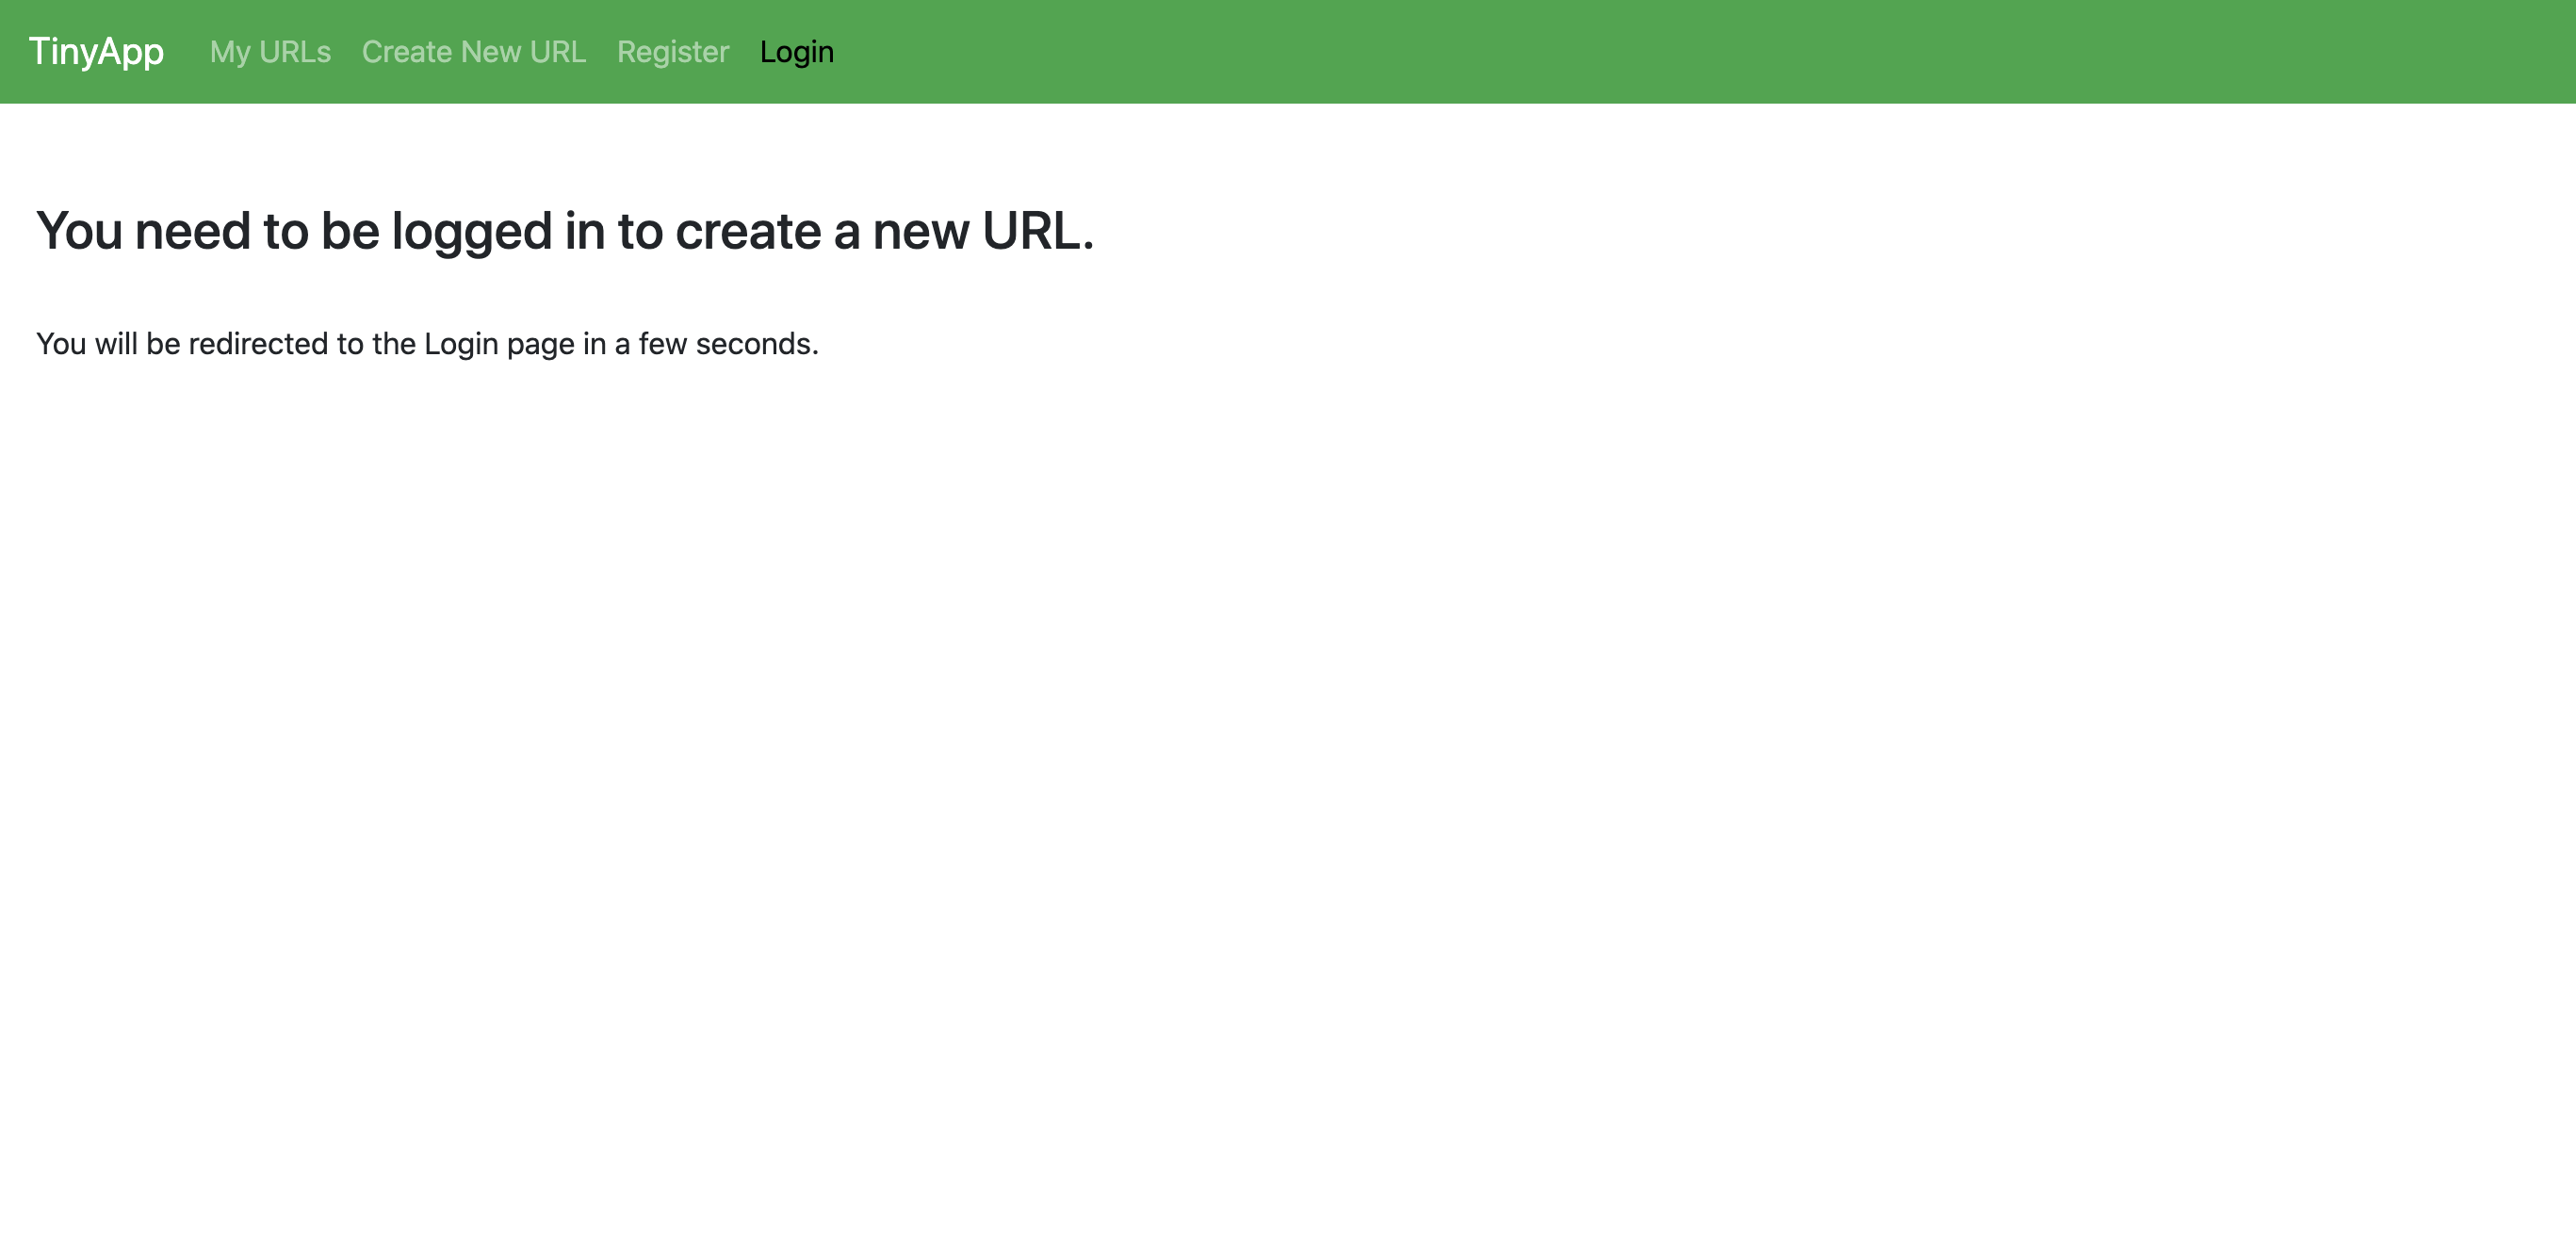 TinyApp My URLs Create New URL Register Login
You need to be logged in to create a new URL.
You will be redirected to the Login page in a few seconds.